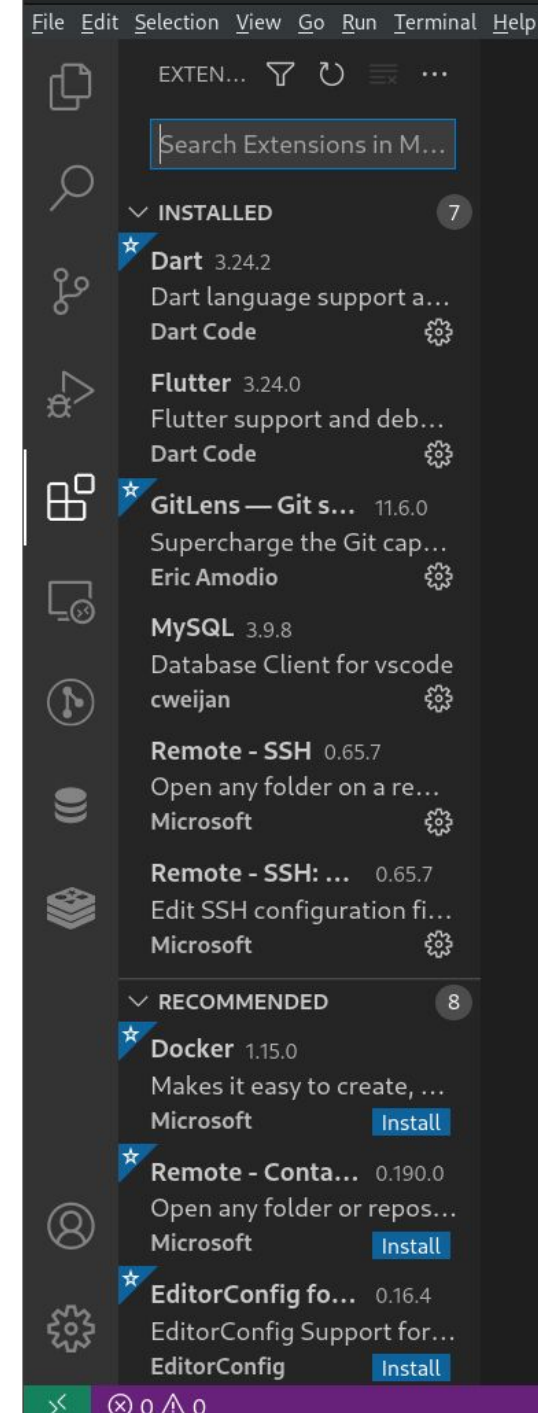 File Edit Selection View Go Run Terminal Help
EXTEN...
Search Extensions in M...
INSTALLED 7
Dart 3.24.2
Dart language support a...
Dart Code
Flutter 3.24.0
Flutter support and deb...
Dart Code
GitLens — Git s... 11.6.0
Supercharge the Git cap...
Eric Amodio
MySQL 3.9.8
Database Client for vscode
cweijan
Remote - SSH 0.65.7
Open any folder on a re...
Microsoft
Remote - SSH: ... 0.65.7
Edit SSH configuration fi...
Microsoft
RECOMMENDED 8
Docker 1.15.0
Makes it easy to create, ...
Microsoft Install
Remote - Conta... 0.190.0
Open any folder or repos...
Microsoft Install
EditorConfig fo... 0.16.4
EditorConfig Support for...
EditorConfig Install
0 0